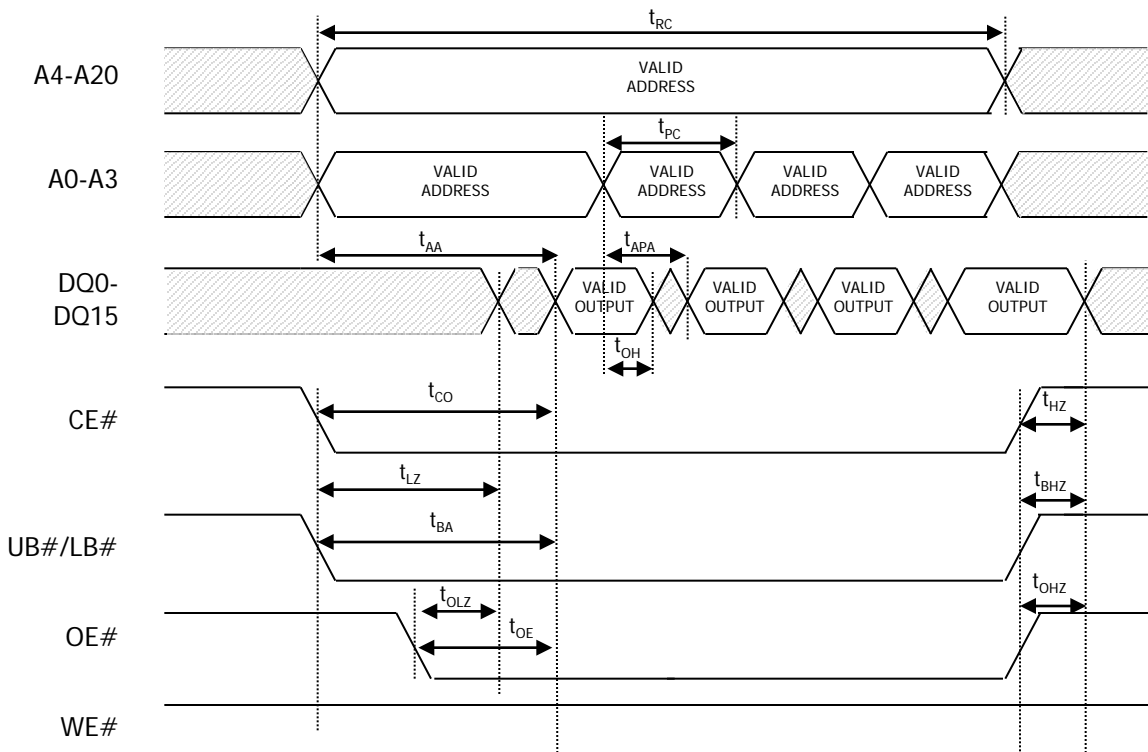 tRC
A4-A20
VALID
ADDRESS
tPC
A0-A3
VALID
ADDRESS
VALID
ADDRESS
VALID
ADDRESS
VALID
ADDRESS
tAA
tAPA
DQ0-
DQ15
VALID
OUTPUT
VALID
OUTPUT
VALID
OUTPUT
VALID
OUTPUT
tOH
CE#
tCO
tHZ
tLZ
tBHZ
UB#/LB#
tBA
tOLZ
tOHZ
OE#
tOE
WE#